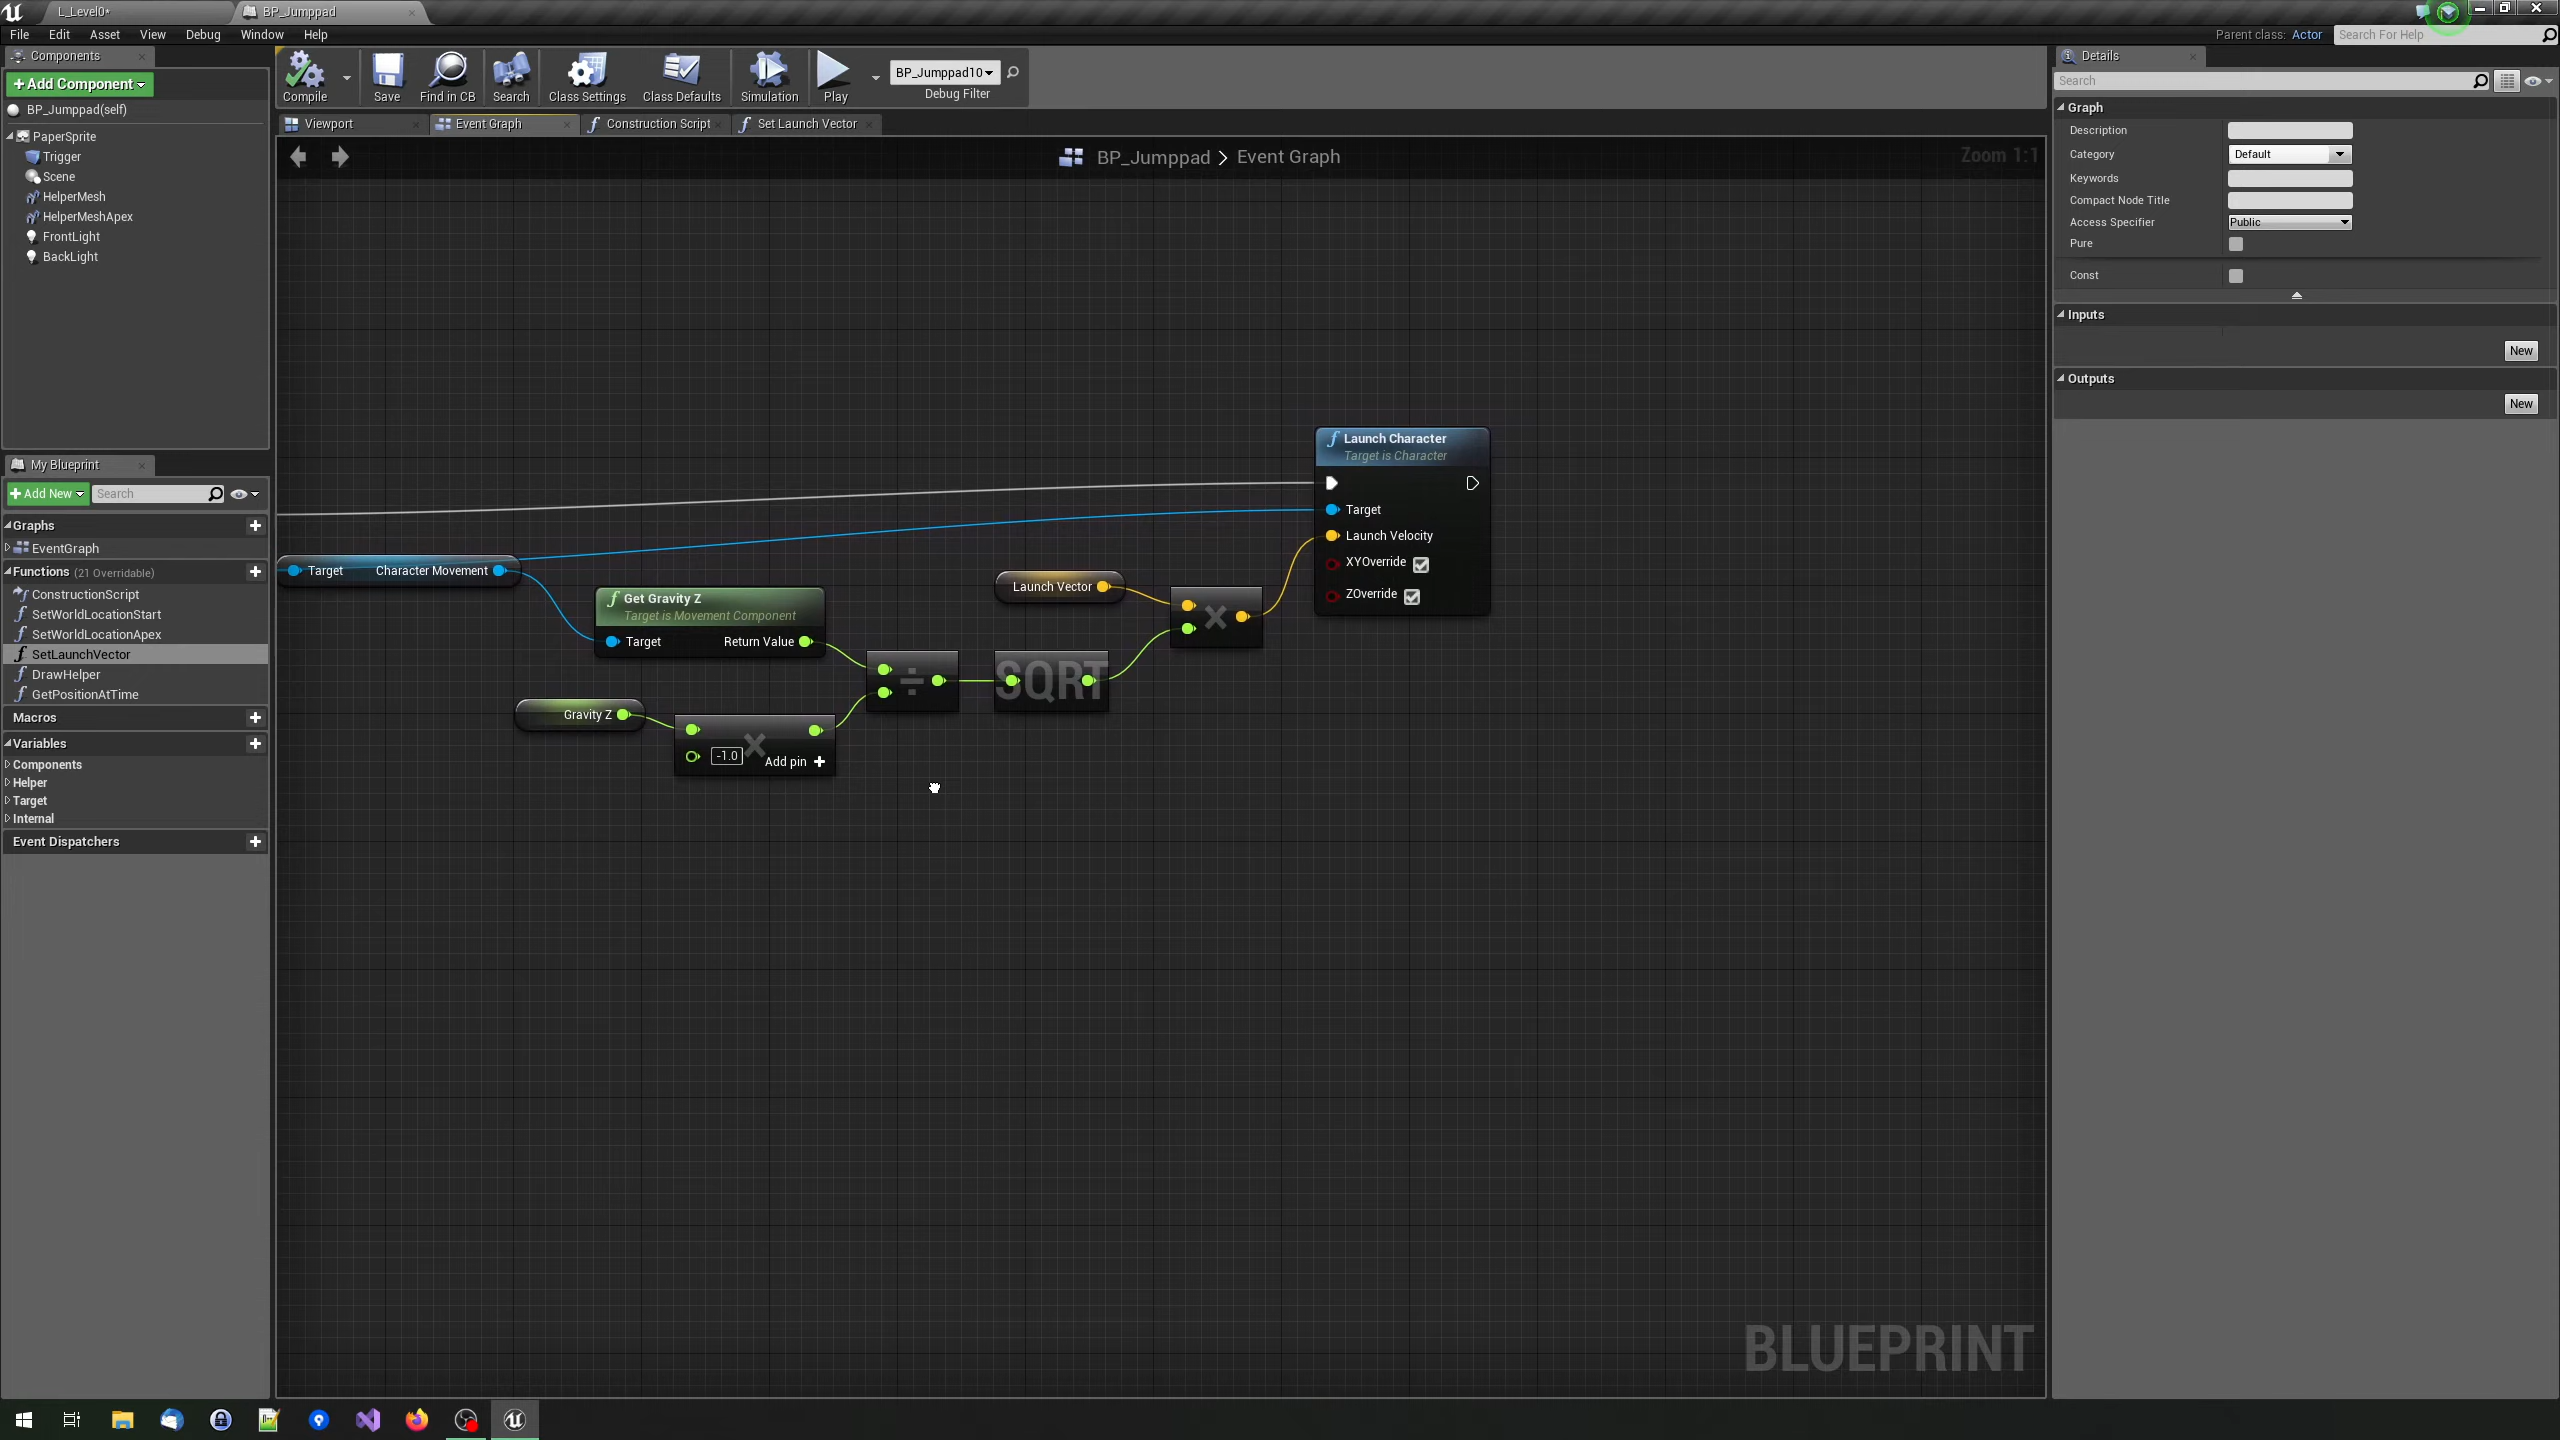 L_Level0*
BP_Jumppad
File Edit Asset View Debug Window Help
Parent class: Actor
Search For Help
Components
+Add Component
BP_Jumppad(self)
PaperSprite
Trigger
Scene
HelperMesh
HelperMeshApex
FrontLight
BackLight
Compile
Save
Find in CB
Search
Class Settings
Class Defaults
Simulation
Play
BP_Jumppad10
Debug Filter
Viewport
Event Graph
Construction Script
Set Launch Vector
BP_Jumppad > Event Graph
Zoom 1:1
Launch Character
Target is Character
Target
Launch Velocity
XYOverride
ZOverride
Target Character Movement
Get Gravity Z
Target is Movement Component
Target Return Value
Launch Vector
×
÷
SQRT
Gravity Z
×
-1.0
Add pin +
BLUEPRINT
My Blueprint
+Add New
Search
Graphs
EventGraph
Functions (21 Overridable)
ConstructionScript
SetWorldLocationStart
SetWorldLocationApex
SetLaunchVector
DrawHelper
GetPositionAtTime
Macros
Variables
Components
Helper
Target
Internal
Event Dispatchers
Details
Search
Graph
Description
Category Default
Keywords
Compact Node Title
Access Specifier Public
Pure
Const
Inputs
New
Outputs
New